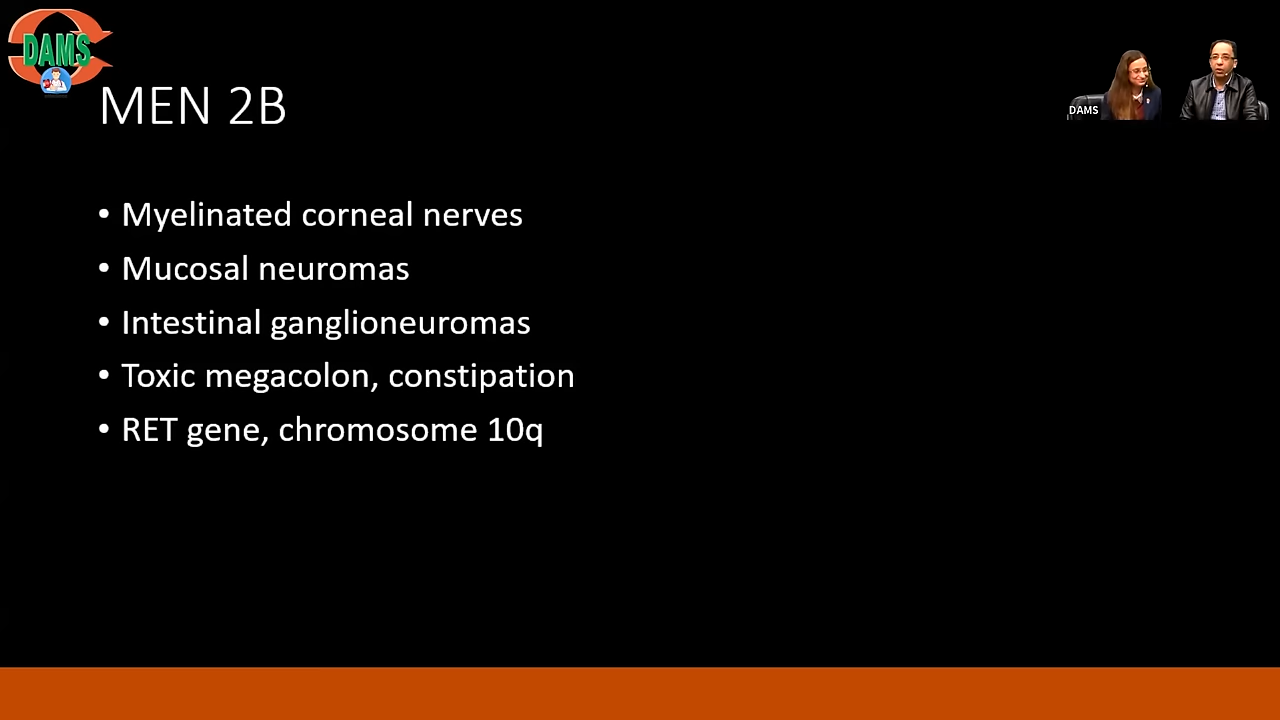 DAMS
MEN 2B
DAMS
• Myelinated corneal nerves
• Mucosal neuromas
• Intestinal ganglioneuromas
• Toxic megacolon, constipation
• RET gene, chromosome 10q